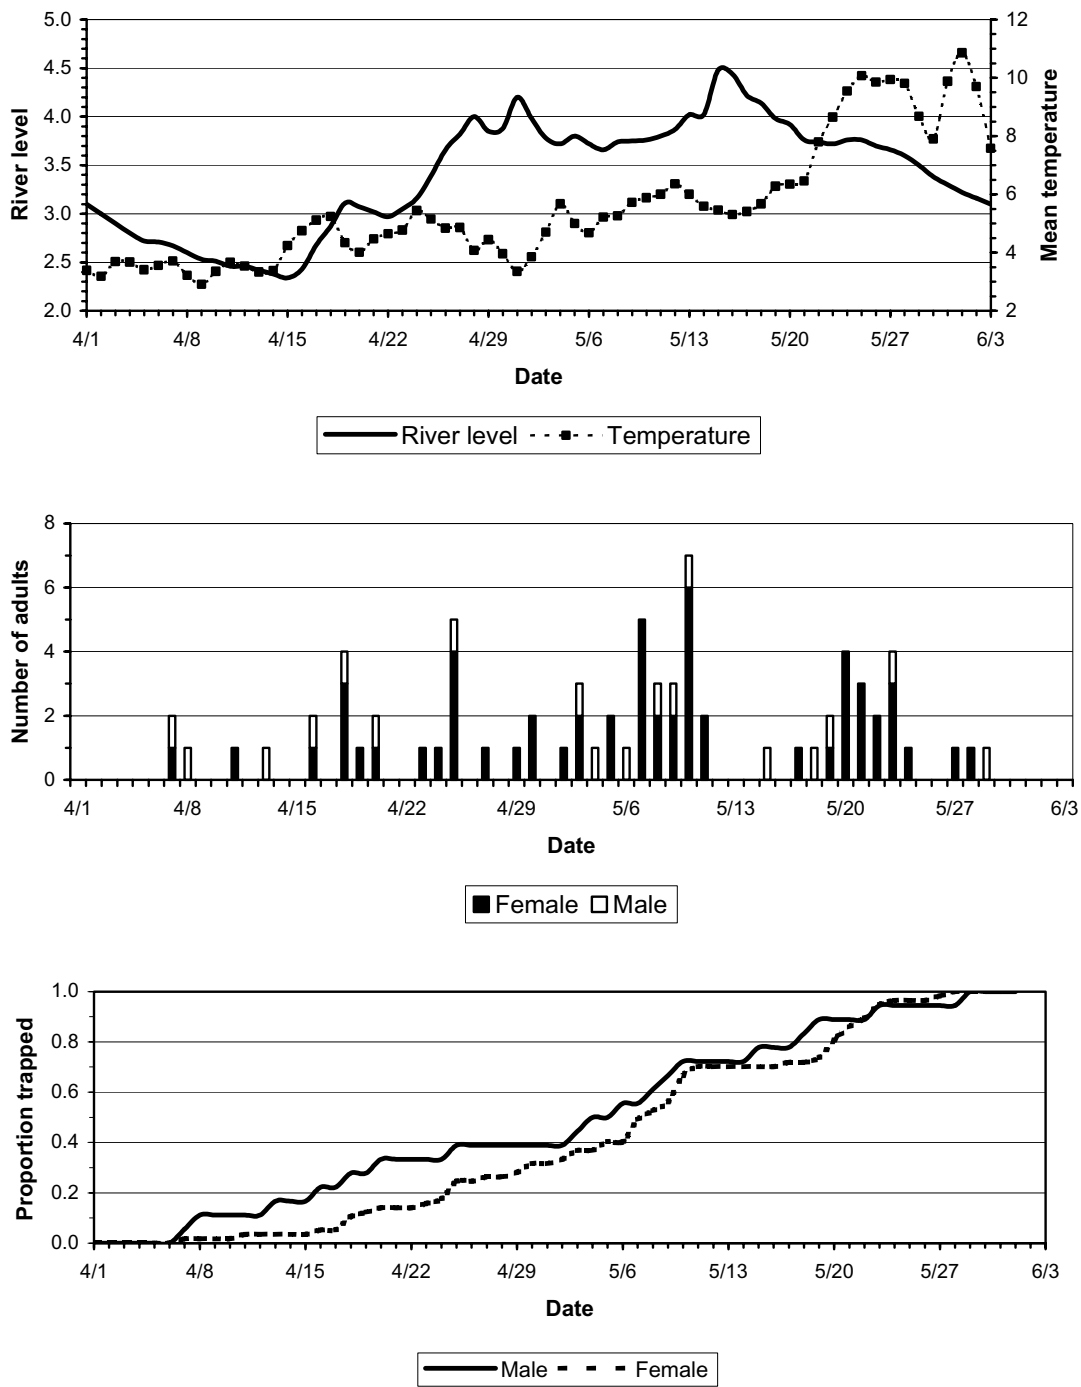 5.0
4.5
4.0
3.5
3.0
2.5
2.0
River level
12
10
8
6
4
2
Mean temperature
4/1 4/8 4/15 4/22 4/29 5/6 5/13 5/20 5/27 6/3
Date
River level Temperature
8
6
4
2
0
Number of adults
4/1 4/8 4/15 4/22 4/29 5/6 5/13 5/20 5/27 6/3
Date
Female Male
1.0
0.8
0.6
0.4
0.2
0.0
Proportion trapped
4/1 4/8 4/15 4/22 4/29 5/6 5/13 5/20 5/27 6/3
Date
Male Female